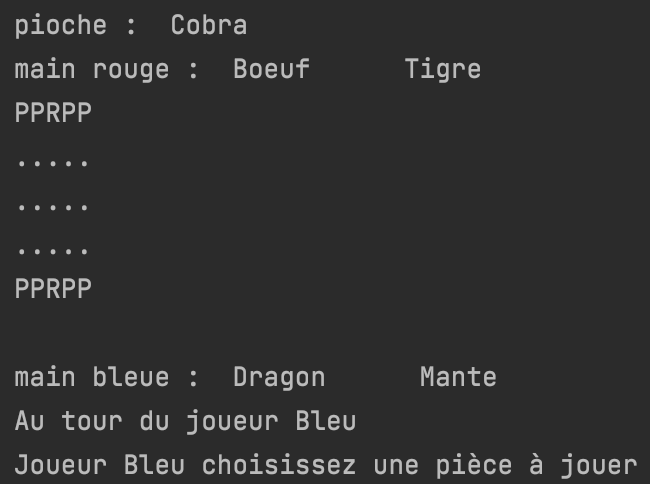 pioche :  Cobra
main rouge :  Boeuf      Tigre
PPRPP
.....
.....
.....
PPRPP
main bleue :  Dragon      Mante
Au tour du joueur Bleu
Joueur Bleu choisissez une pièce à jouer